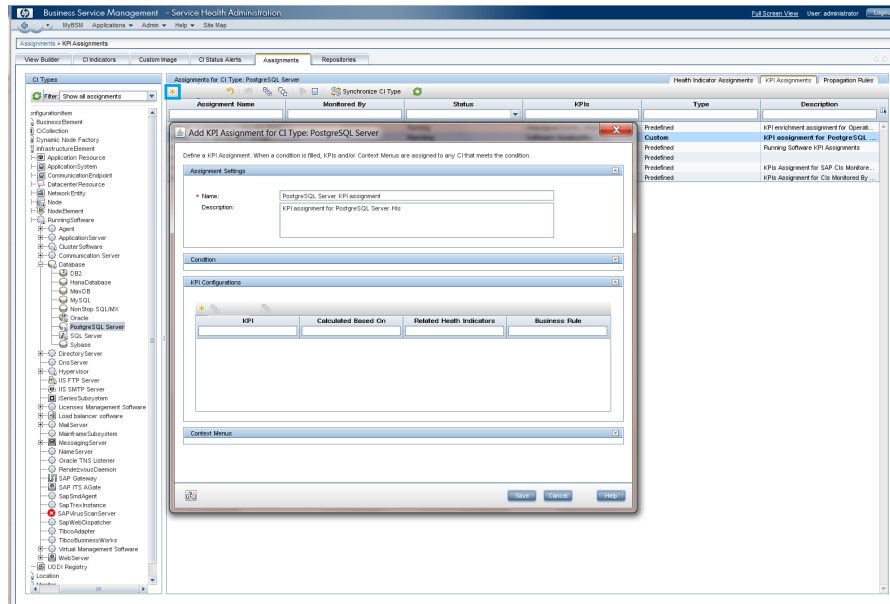 Business Service Management - Service Health Administration
Full Screen View User: administrator
MyBSM Applications Admin Help Site Map
Assignments > KPI Assignments
View Builder CI Indicators Custom Image CI Status Alerts Assignments Repositories
CI Types
Assignments for CI Type: PostgreSQL Server
Health Indicator Assignments KPI Assignments Propagation Rules
Filter: Show all assignments
Synchronize CI Type
Assignment Name Monitored By Status KPIs Type Description
Predefined KPI enrichment assignment for Operati...
Custom KPI assignment for PostgreSQL ...
Predefined Running Software KPI Assignments
Predefined
Predefined KPIs Assignment for SAP CIs Monitore...
Predefined KPIs Assignment for CIs Monitored By ...
onfigurationItem
BusinessElement
CiCollection
Dynamic Node Factory
InfrastructureElement
Application Resource
ApplicationSystem
CommunicationEndpoint
DatacenterResource
NetworkEntity
Node
NodeElement
RunningSoftware
Agent
ApplicationServer
ClusterSoftware
Communication Server
Database
DB2
HanaDatabase
MaxDB
MySQL
NonStop SQL/MX
Oracle
PostgreSQL Server
SQL Server
Sybase
DirectoryServer
DnsServer
Hypervisor
IIS FTP Server
IIS SMTP Server
ISeriesSubsystem
Licenses Management Software
Load balancer software
MailServer
MainframeSubsystem
MessagingServer
NameServer
Oracle TNS Listener
RendezvousDaemon
SAP Gateway
SAP ITS AGate
SapSmdAgent
SapTrexInstance
SAPVirusScanServer
SapWebDispatcher
TibcoAdapter
TibcoBusinessWorks
Virtual Management Software
WebServer
UDDI Registry
Location
Add KPI Assignment for CI Type: PostgreSQL Server
Define a KPI Assignment. When a condition is filled, KPIs and/or Context Menus are assigned to any CI that meets the condition.
Assignment Settings
* Name: PostgreSQL Server KPI assignment
Description: KPI assignment for PostgreSQL Server HIs
Condition
KPI Configurations
KPI Calculated Based On Related Heath Indicators Business Rule
Context Menus
Save Cancel Help